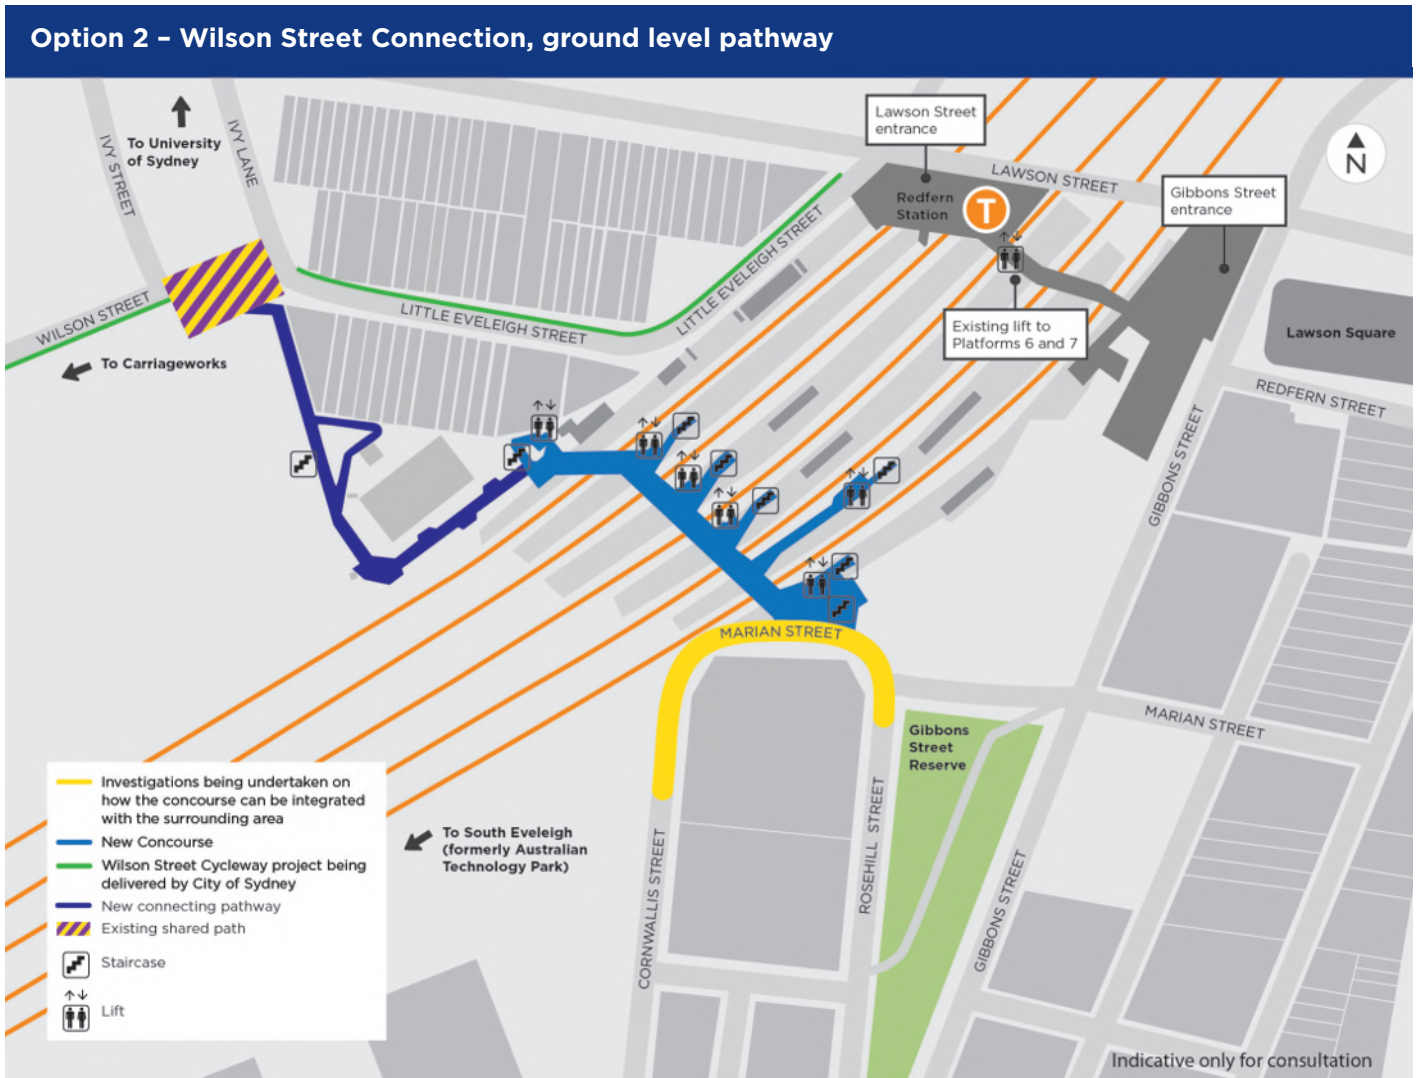 Option 2 – Wilson Street Connection, ground level pathway
IVY STREET
To University
of Sydney
IVY LANE
Lawson Street
entrance
LAWSON STREET
N
Redfern
Station
T
Gibbons Street
entrance
WILSON STREET
To Carriageworks
LITTLE EVELEIGH STREET
LITTLE EVELEIGH STREET
Existing lift to
Platforms 6 and 7
Lawson Square
REDFERN STREET
GIBBONS STREET
MARIAN STREET
MARIAN STREET
Gibbons
Street
Reserve
Investigations being undertaken on
how the concourse can be integrated
with the surrounding area
New Concourse
Wilson Street Cycleway project being
delivered by City of Sydney
New connecting pathway
Existing shared path
Staircase
Lift
To South Eveleigh
(formerly Australian
Technology Park)
CORNWALLIS STREET
ROSEHILL STREET
GIBBONS STREET
Indicative only for consultation